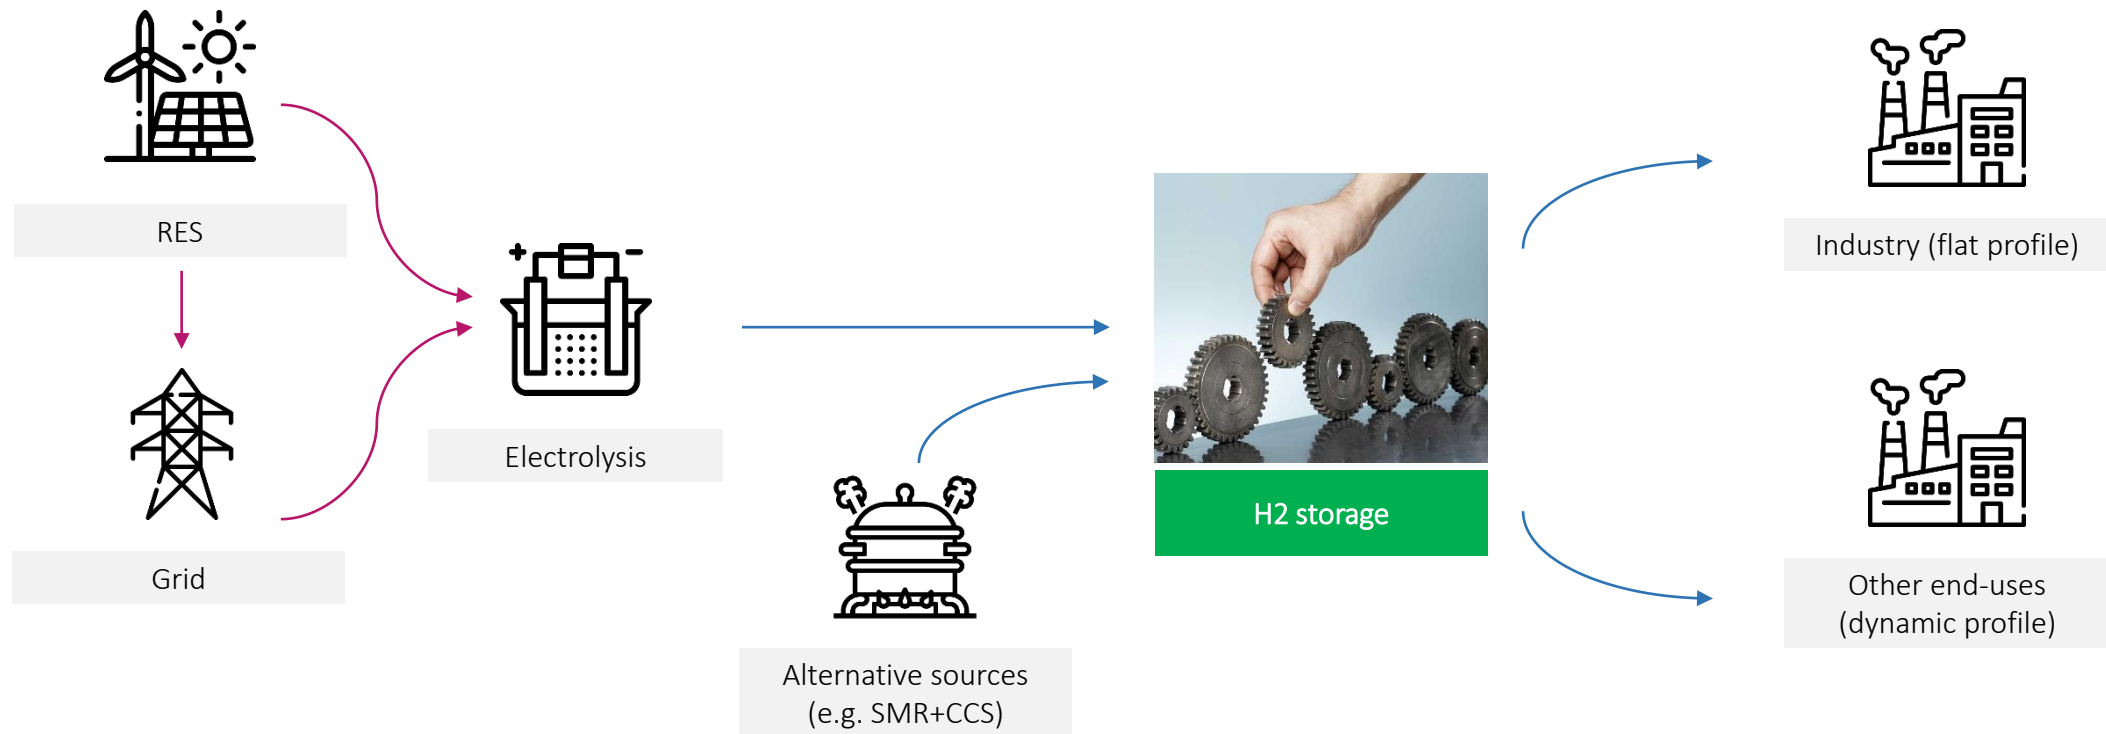 RES
Grid
Electrolysis
Alternative sources
(e.g. SMR+CCS)
H2 storage
Industry (flat profile)
Other end-uses
(dynamic profile)